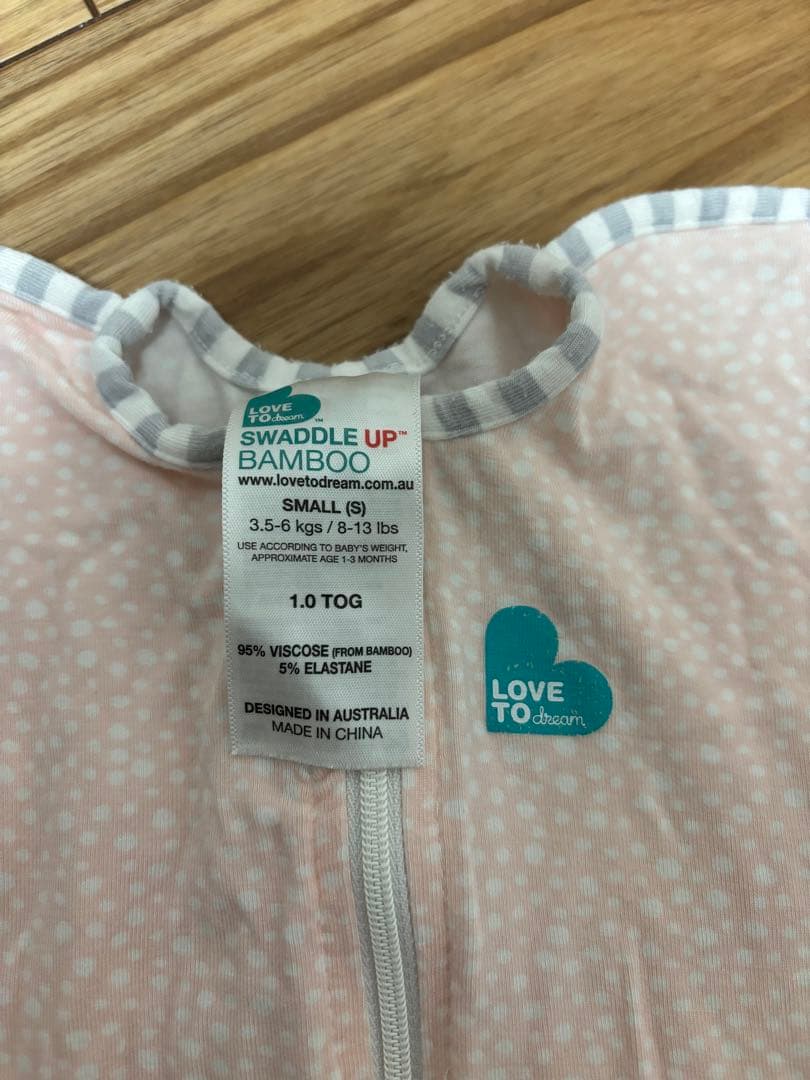 LOVE
TO dream ™
SWADDLE UP™
BAMBOO
www.lovetodream.com.au
SMALL (S)
3.5-6 kgs / 8-13 lbs
USE ACCORDING TO BABY'S WEIGHT,
APPROXIMATE AGE 1-3 MONTHS
1.0 TOG
95% VISCOSE (FROM BAMBOO)
5% ELASTANE
DESIGNED IN AUSTRALIA
MADE IN CHINA
LOVE
TO dream